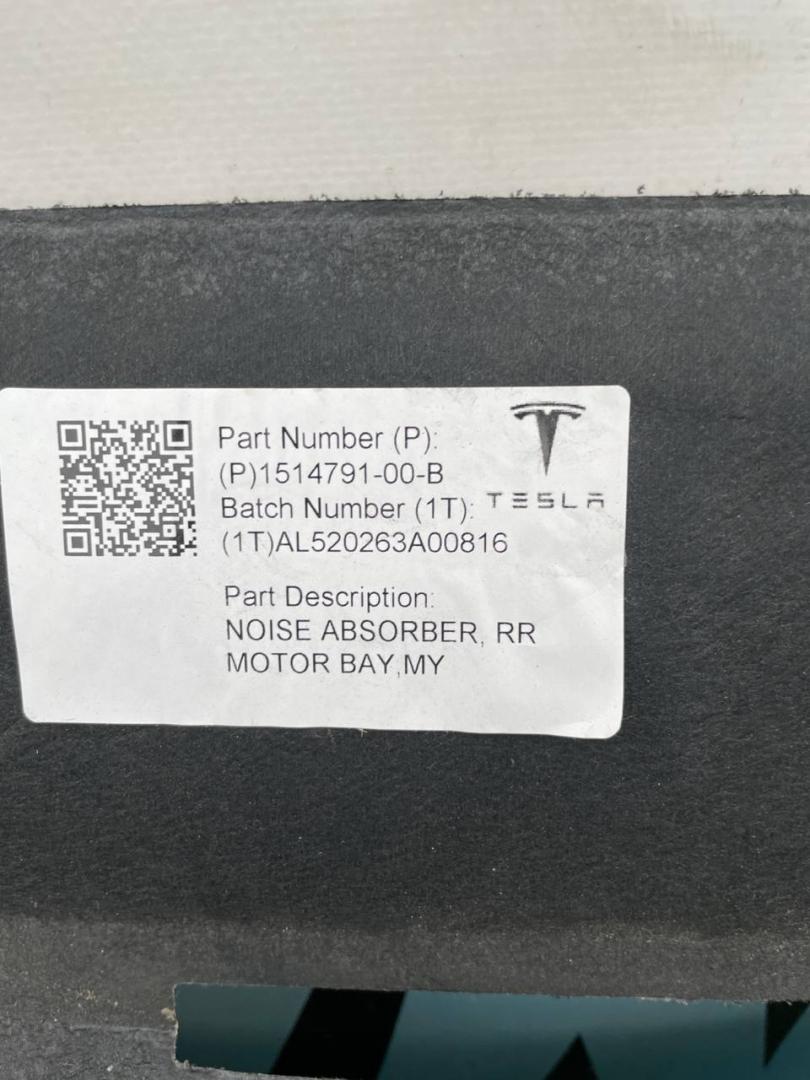 Part Number (P):
(P)1514791-00-B
Batch Number (1T):
TESLA
(1T)AL520263A00816
Part Description:
NOISE ABSORBER, RR
MOTOR BAY,MY